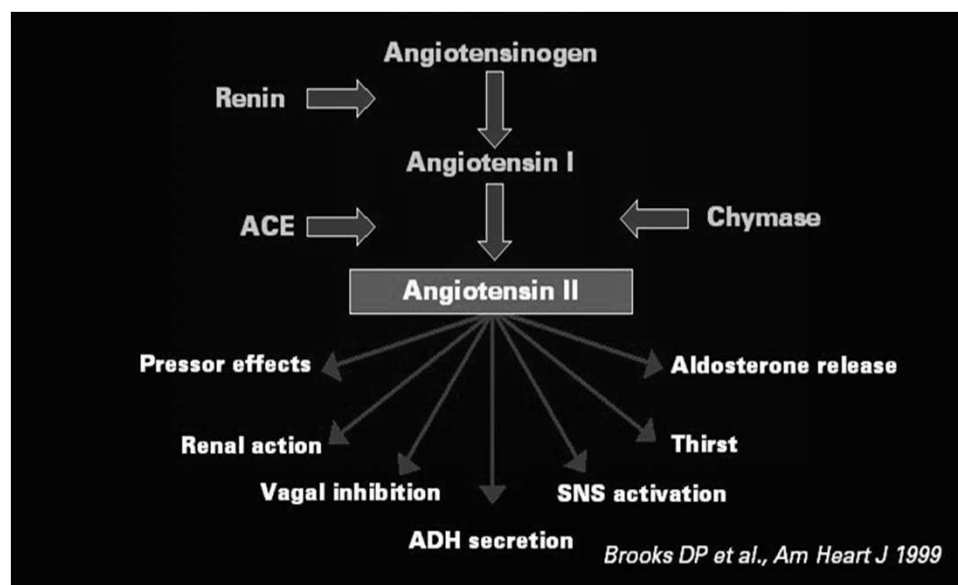 Angiotensinogen
Renin
Angiotensin I
ACE
Chymase
Angiotensin II
Pressor effects
Aldosterone release
Renal action
Thirst
Vagal inhibition
SNS activation
ADH secretion
Brooks DP et al., Am Heart J 1999